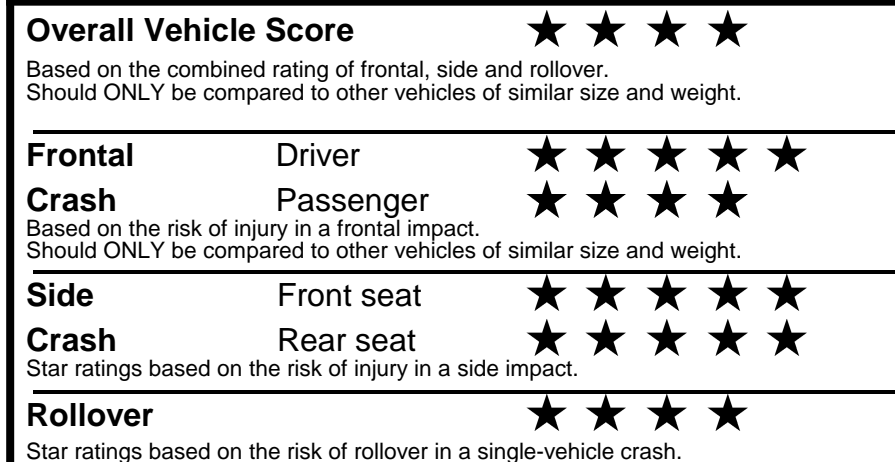 Overall Vehicle Score ★ ★ ★ ★
Based on the combined rating of frontal, side and rollover.
Should ONLY be compared to other vehicles of similar size and weight.
Frontal Driver ★ ★ ★ ★ ★
Crash Passenger ★ ★ ★ ★
Based on the risk of injury in a frontal impact.
Should ONLY be compared to other vehicles of similar size and weight.
Side Front seat ★ ★ ★ ★ ★
Crash Rear seat ★ ★ ★ ★ ★
Star ratings based on the risk of injury in a side impact.
Rollover ★ ★ ★ ★
Star ratings based on the risk of rollover in a single-vehicle crash.